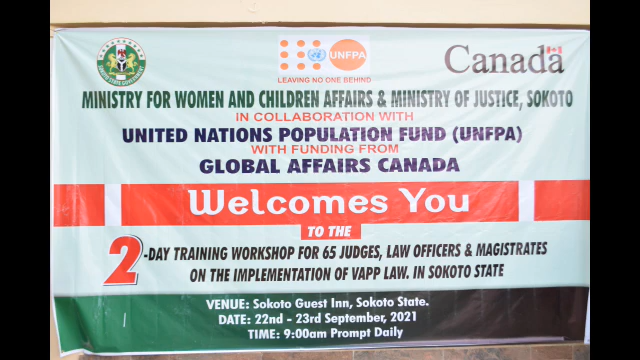 UNFPA
Canada
LEAVING NO ONE BEHIND
MINISTRY FOR WOMEN AND CHILDREN AFFAIRS & MINISTRY OF JUSTICE, SOKOTO
iN COLLABORATION WITH
UNITED NATIONS POPULATION FUND (UNFPA)
WITH FUNDING FROM
GLOBAL AFFAIRS CANADA
Welcomes You
TO THE
2-DAY TRAINING WORKSHOP FOR 65 JUDGES, LAW OFFICERS & MAGISTRATES
ON THE IMPLEMENTATION OF VAPP LAW. IN SOKOTO STATE
VENUE: Sokoto Guest Inn, Sokoto State.
DATE: 22nd - 23rd September, 2021
TIME: 9:00am Prompt Daily